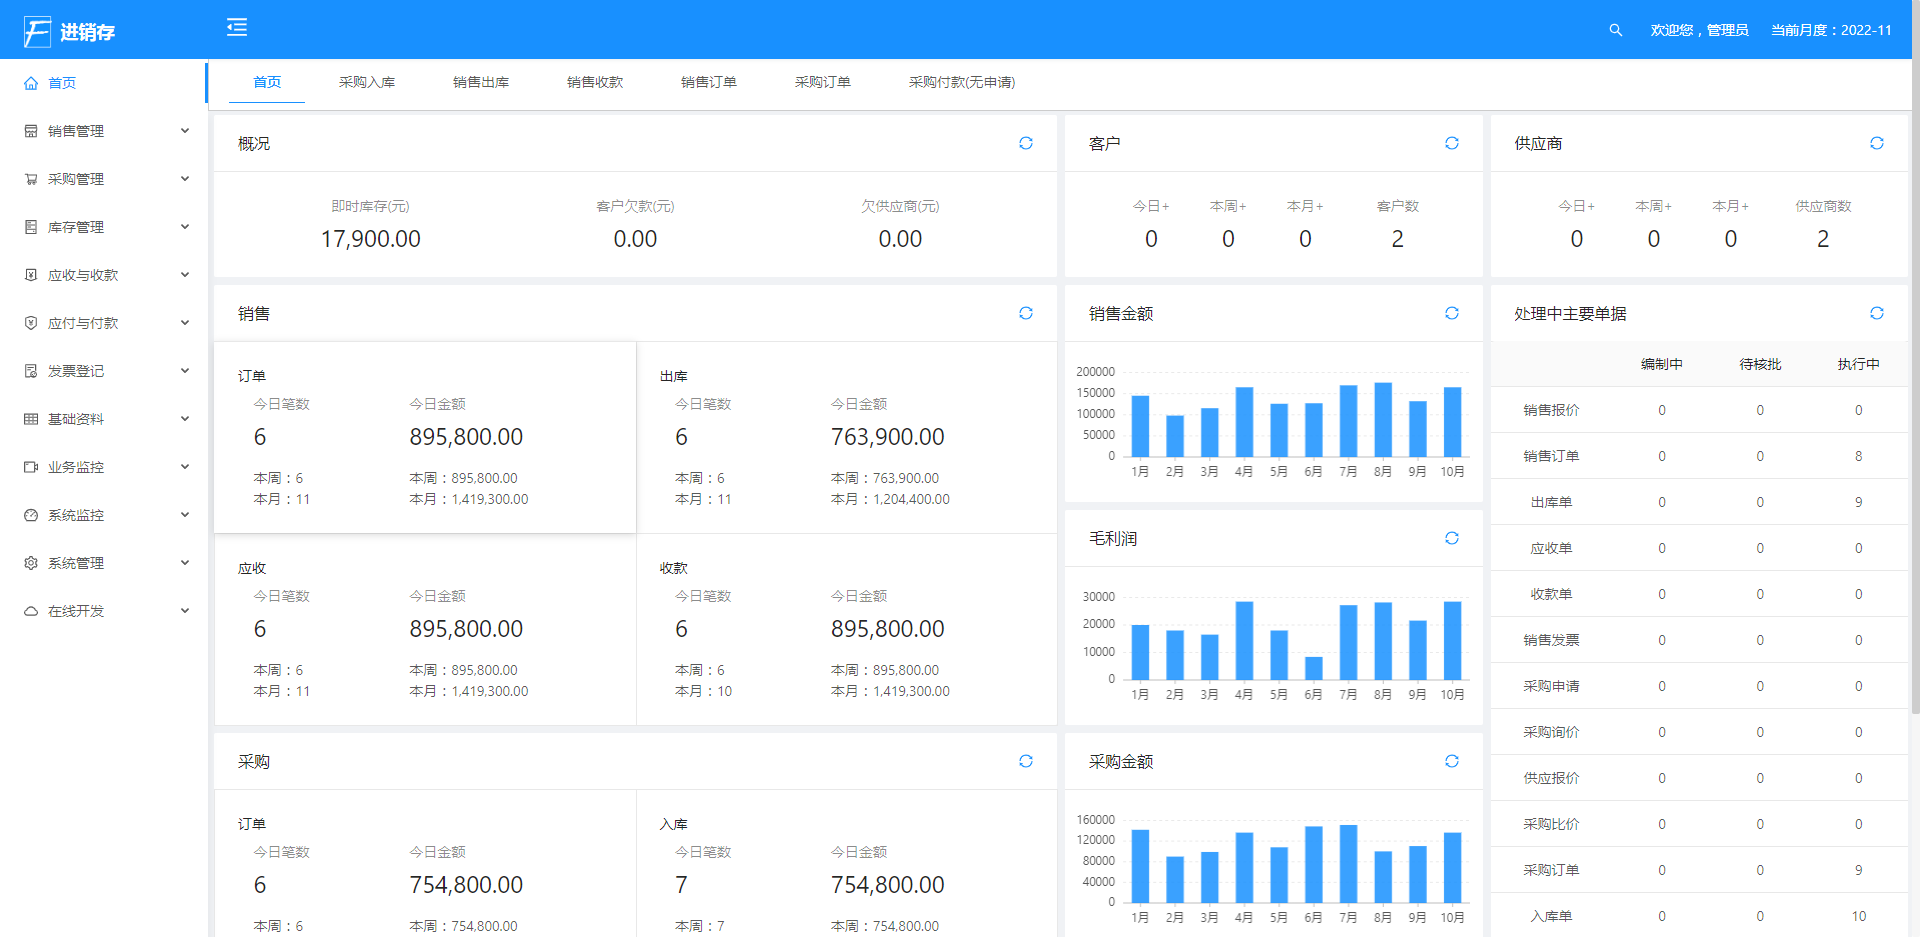 进销存
欢迎您，管理员 当前月度：2022-11
首页
销售管理
采购管理
库存管理
应收与收款
应付与付款
发票登记
基础资料
业务监控
系统监控
系统管理
在线开发
首页 采购入库 销售出库 销售收款 销售订单 采购订单 采购付款(无申请)
概况
即时库存(元) 客户欠款(元) 欠供应商(元)
17,900.00 0.00 0.00
客户
今日+ 本周+ 本月+ 客户数
0 0 0 2
供应商
今日+ 本周+ 本月+ 供应商数
0 0 0 2
销售
订单
今日笔数 今日金额
6 895,800.00
本周：6 本周：895,800.00
本月：11 本月：1,419,300.00
出库
今日笔数 今日金额
6 763,900.00
本周：6 本周：763,900.00
本月：11 本月：1,204,400.00
应收
今日笔数 今日金额
6 895,800.00
本周：6 本周：895,800.00
本月：11 本月：1,419,300.00
收款
今日笔数 今日金额
6 895,800.00
本周：6 本周：895,800.00
本月：10 本月：1,419,300.00
采购
订单
今日笔数 今日金额
6 754,800.00
本周：6 本周：754,800.00
入库
今日笔数 今日金额
7 754,800.00
本周：7 本周：754,800.00
销售金额
200000
150000
100000
50000
0
1月 2月 3月 4月 5月 6月 7月 8月 9月 10月
毛利润
30000
20000
10000
0
1月 2月 3月 4月 5月 6月 7月 8月 9月 10月
采购金额
160000
120000
80000
40000
0
1月 2月 3月 4月 5月 6月 7月 8月 9月 10月
处理中主要单据
编制中 待核批 执行中
销售报价 0 0 0
销售订单 0 0 8
出库单 0 0 9
应收单 0 0 0
收款单 0 0 0
销售发票 0 0 0
采购申请 0 0 0
采购询价 0 0 0
供应报价 0 0 0
采购比价 0 0 0
采购订单 0 0 9
入库单 0 0 10